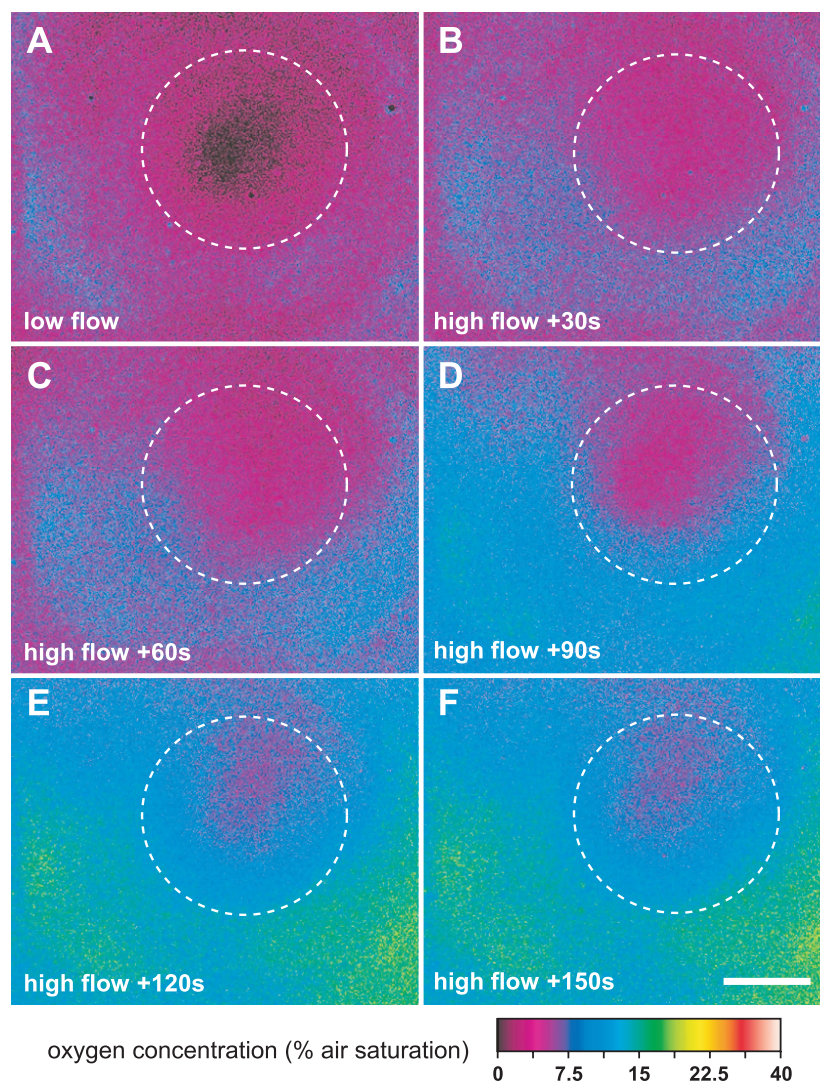 A
B
low flow
high flow +30s
C
D
high flow +60s
high flow +90s
E
F
high flow +120s
high flow +150s
oxygen concentration (% air saturation)
0 7.5 15 22.5 40